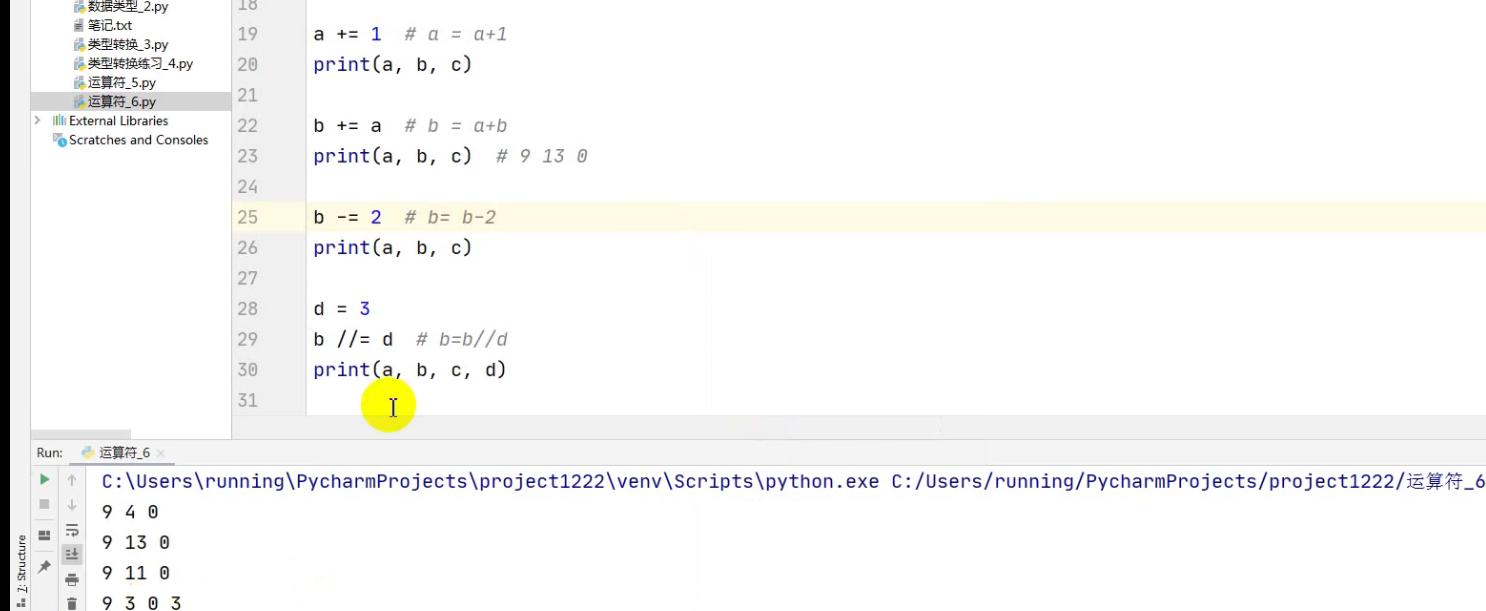 数据类型_2.py
笔记.txt
类型转换_3.py
类型转换练习_4.py
运算符_5.py
运算符_6.py
External Libraries
Scratches and Consoles
18
19 a += 1 # a = a+1
20 print(a, b, c)
21
22 b += a # b = a+b
23 print(a, b, c) # 9 13 0
24
25 b -= 2 # b= b-2
26 print(a, b, c)
27
28 d = 3
29 b //= d # b=b//d
30 print(a, b, c, d)
31
Run: 运算符_6
C:\Users\running\PycharmProjects\project1222\venv\Scripts\python.exe C:/Users/running/PycharmProjects/project1222/运算符_6
9 4 0
9 13 0
9 11 0
9 3 0 3
Z: Structure